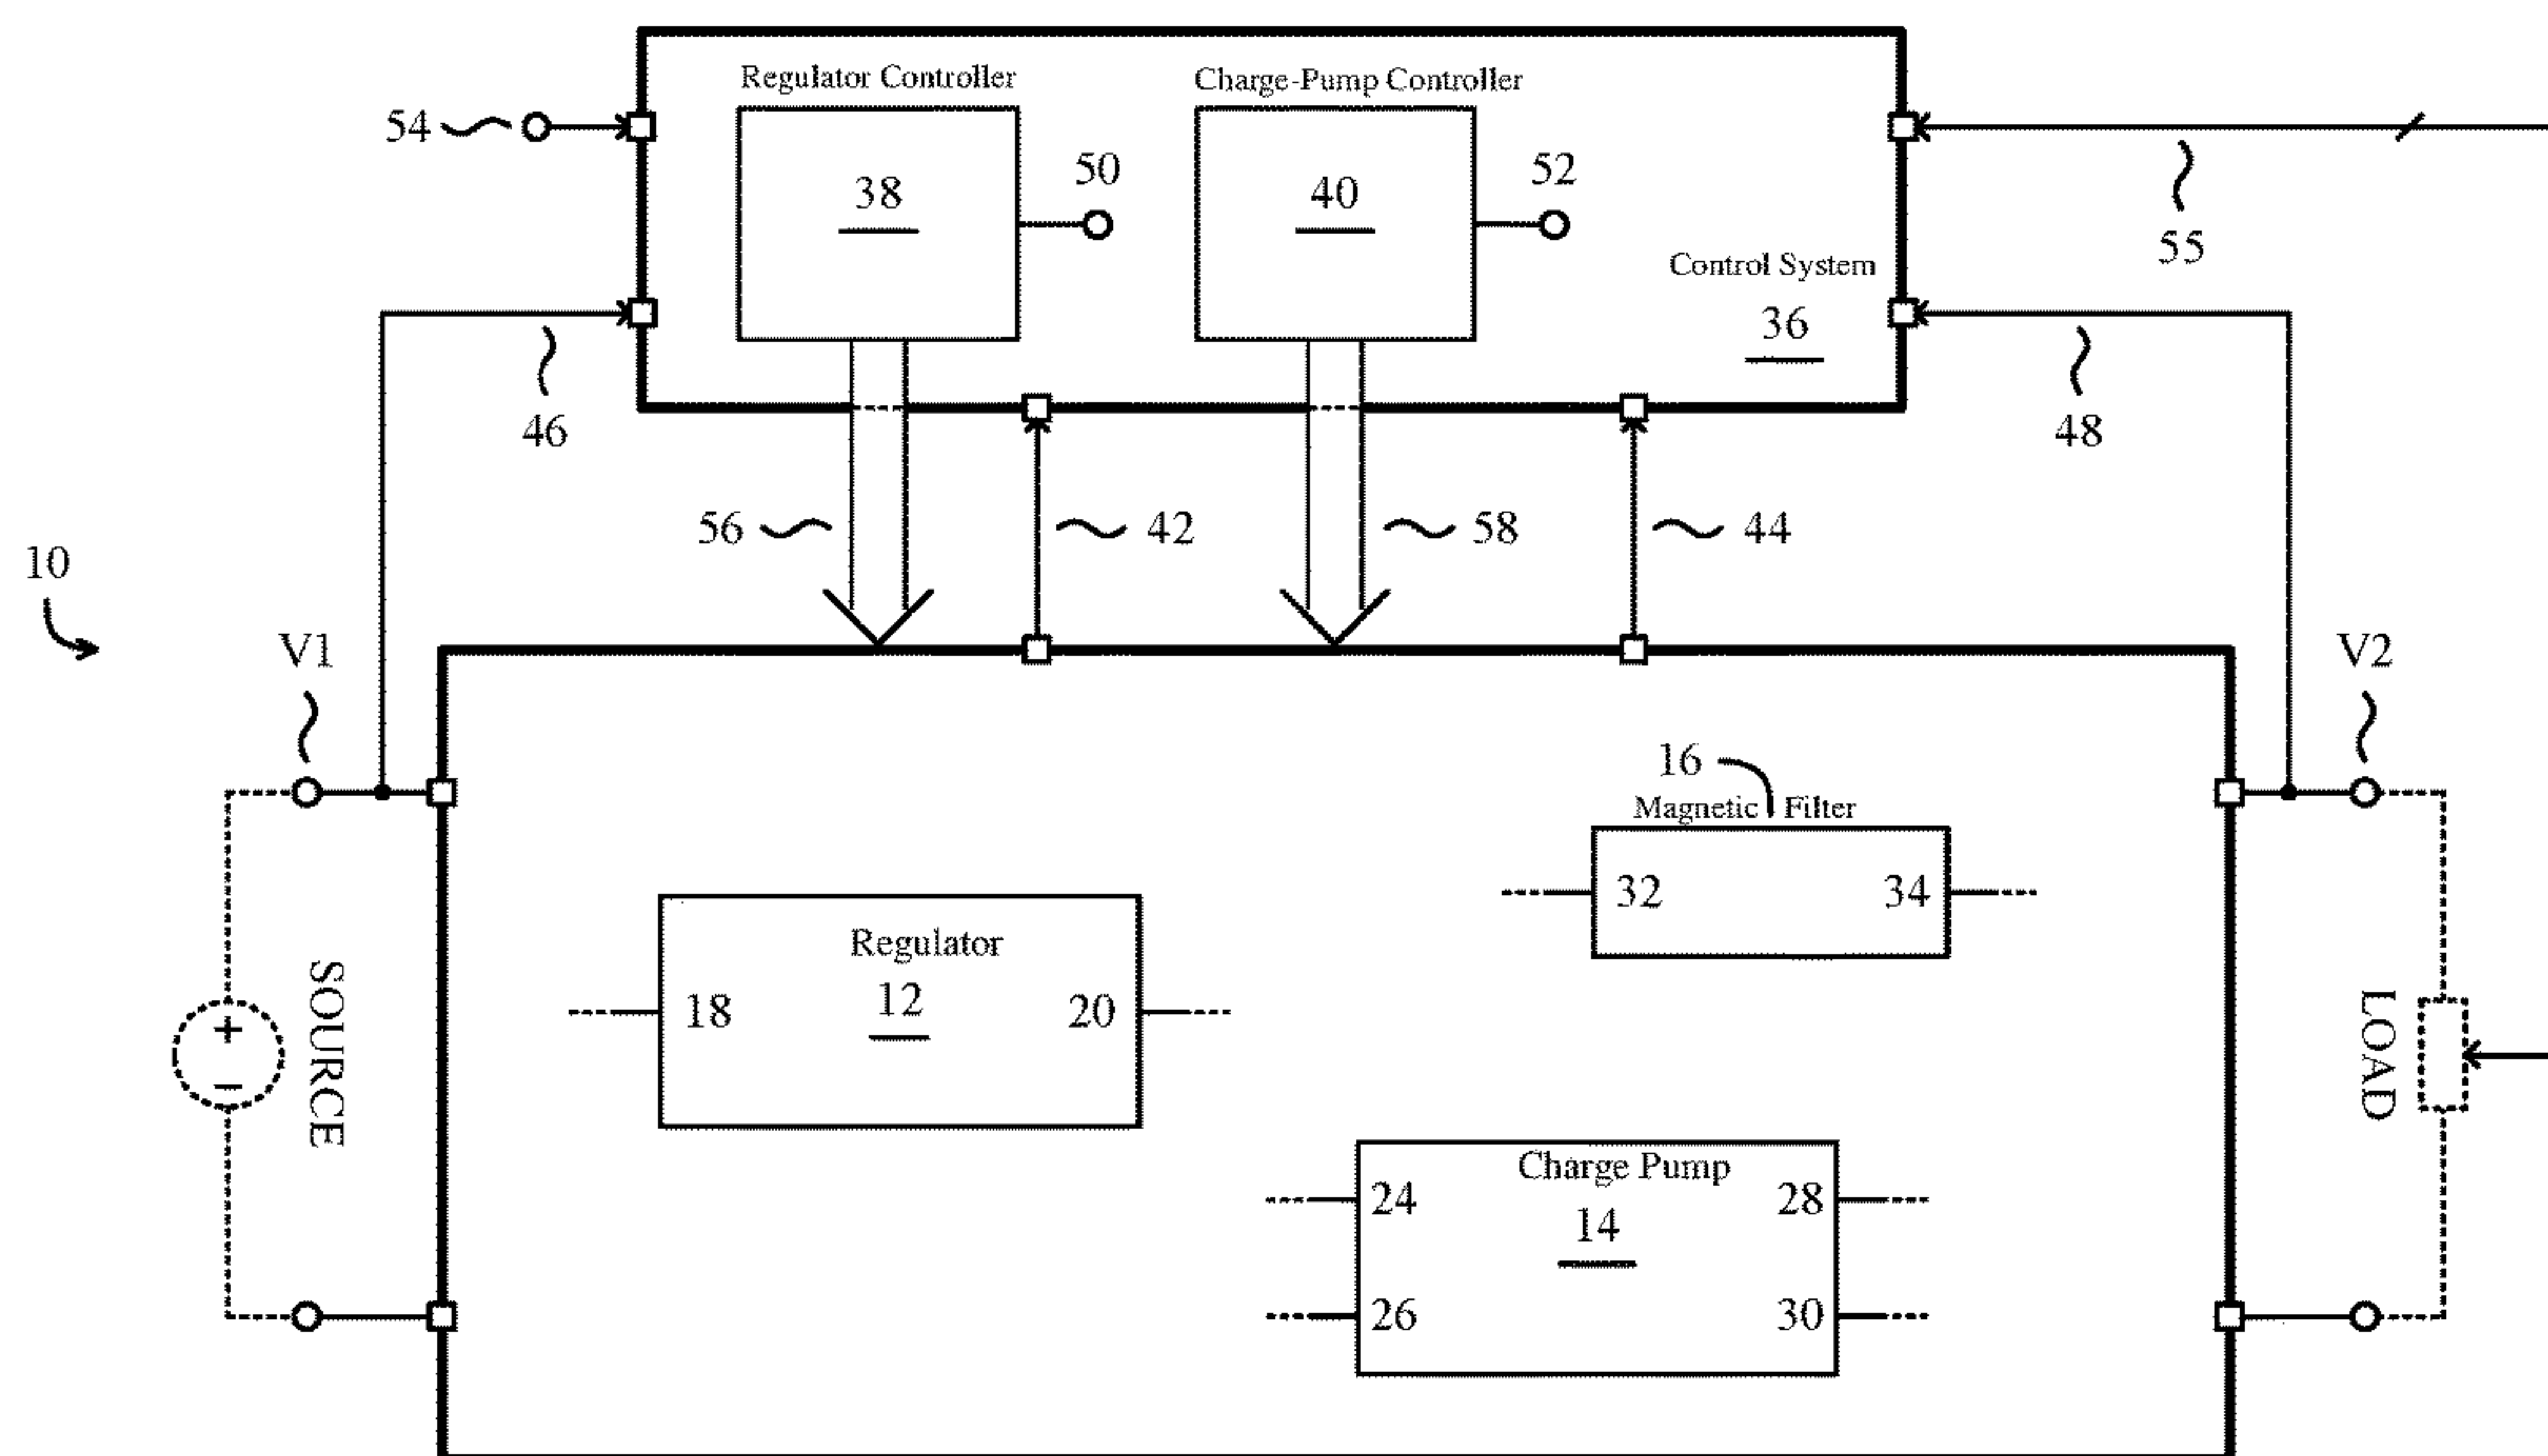 Regulator Controller
Charge-Pump Controller
54
38
50
40
52
55
Control System
36
46
48
56
42
58
44
10
V1
V2
16
Magnetic Filter
32
34
SOURCE
+
−
Regulator
18
12
20
LOAD
Charge Pump
24
28
14
26
30